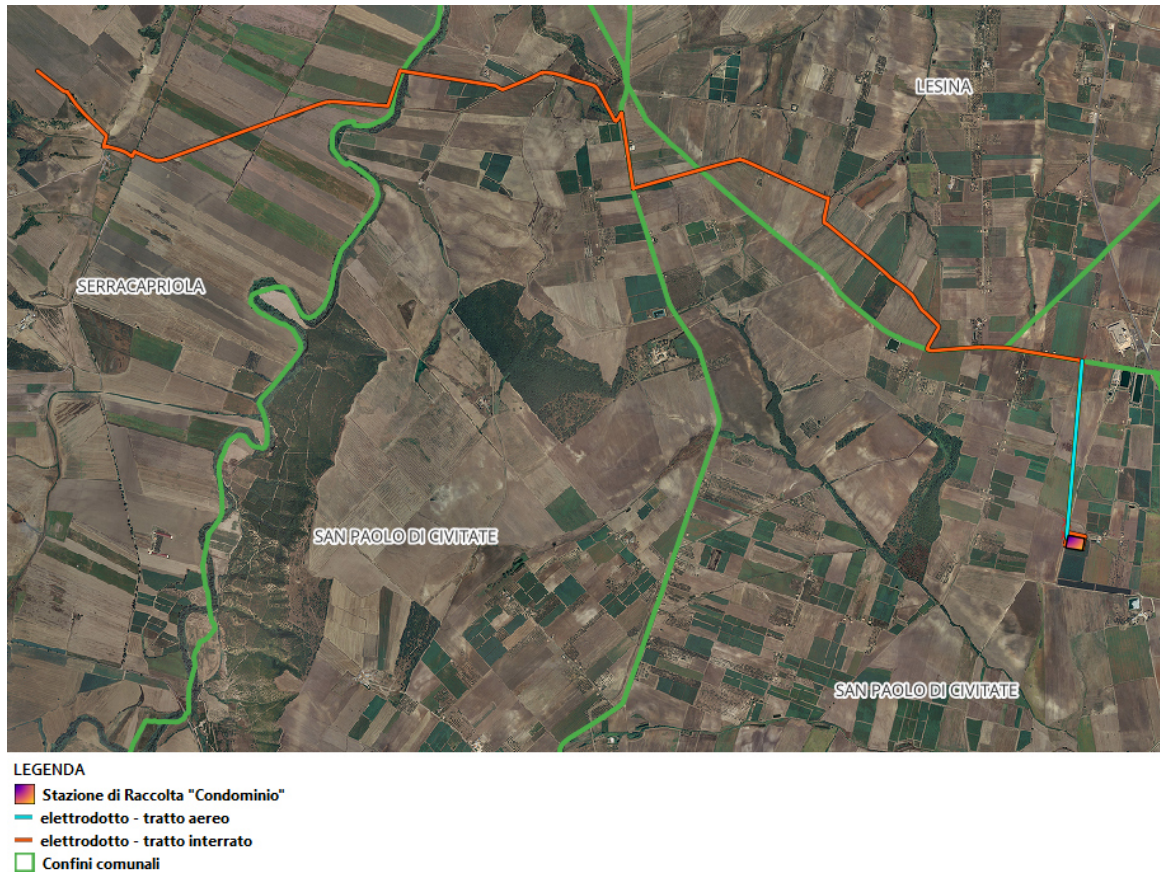 LESINA
SERRACAPRIOLA
SAN PAOLO DI CIVITATE
SAN PAOLO DI CIVITATE
LEGENDA
Stazione di Raccolta "Condominio"
elettrodotto - tratto aereo
elettrodotto - tratto interrato
Confini comunali